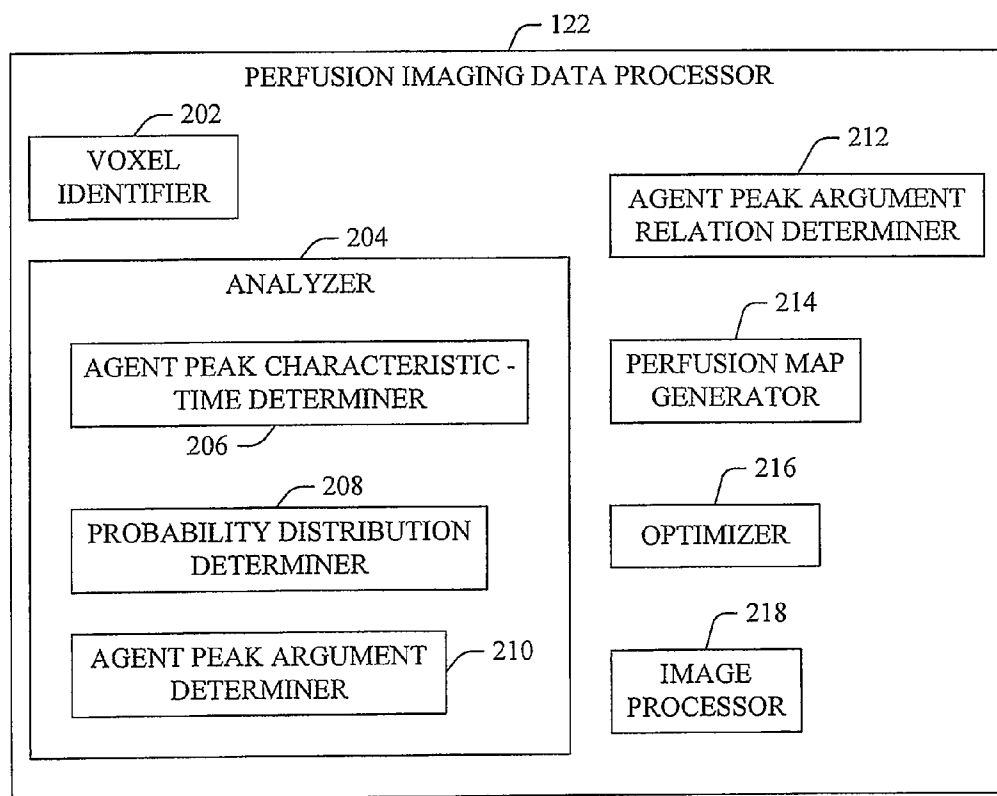 122
PERFUSION IMAGING DATA PROCESSOR
202
VOXEL
IDENTIFIER
204
ANALYZER
AGENT PEAK CHARACTERISTIC -
TIME DETERMINER
206
208
PROBABILITY DISTRIBUTION
DETERMINER
AGENT PEAK ARGUMENT
DETERMINER
210
212
AGENT PEAK ARGUMENT
RELATION DETERMINER
214
PERFUSION MAP
GENERATOR
216
OPTIMIZER
218
IMAGE
PROCESSOR